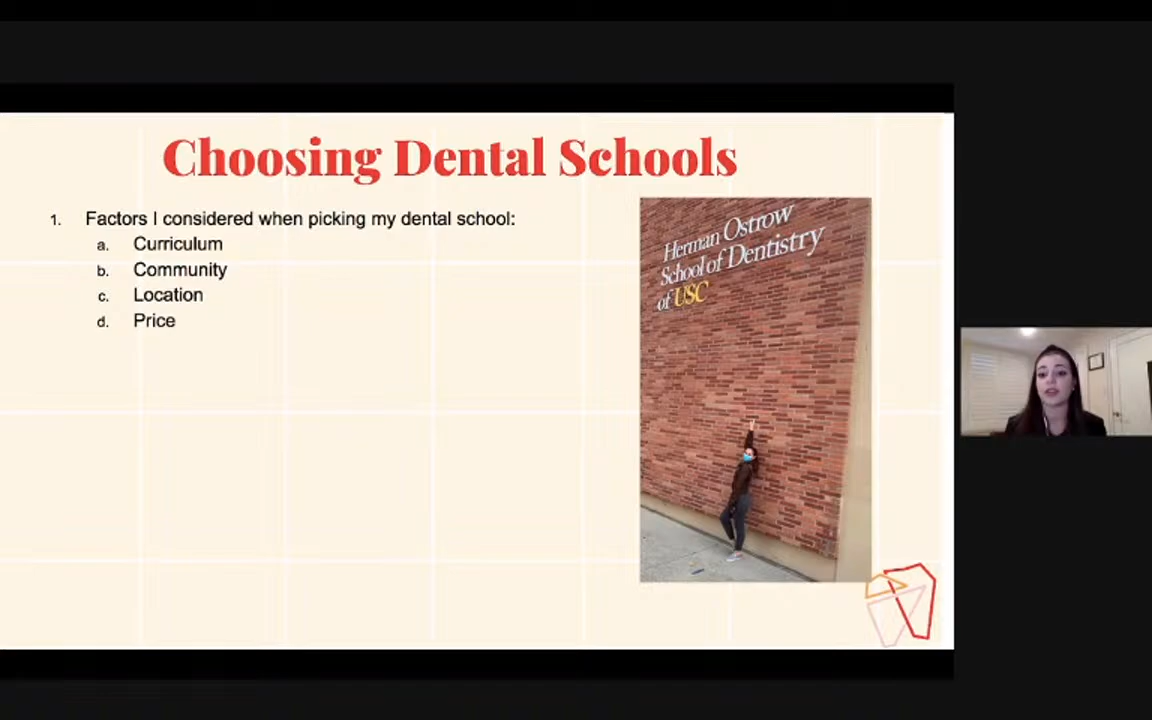 Choosing Dental Schools
1. Factors I considered when picking my dental school:
a. Curriculum
b. Community
c. Location
d. Price
Herman Ostrow
School of Dentistry
of USC